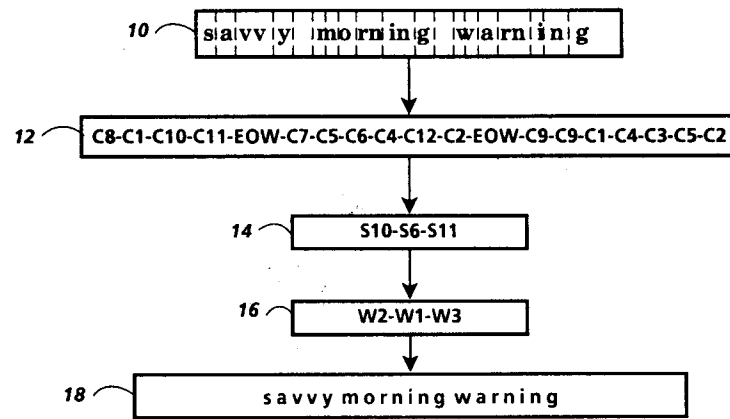 10 savvy morning warning
12 C8-C1-C10-C11-EOW-C7-C5-C6-C4-C12-C2-EOW-C9-C9-C1-C4-C3-C5-C2
14 S10-S6-S11
16 W2-W1-W3
18 savvy morning warning